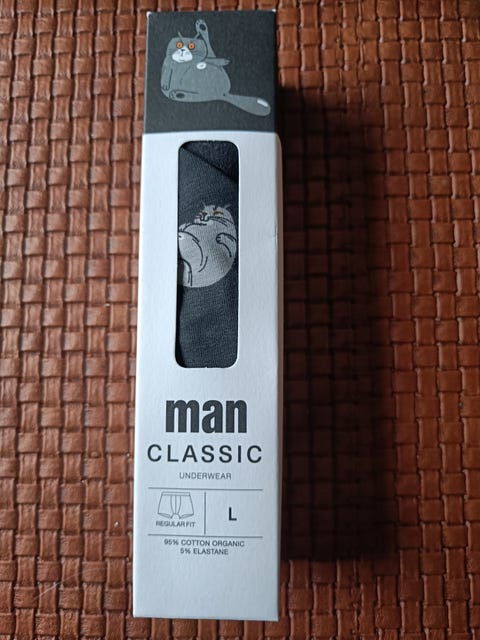 man
CLASSIC
UNDERWEAR
REGULAR FIT
L
95% COTTON ORGANIC
5% ELASTANE